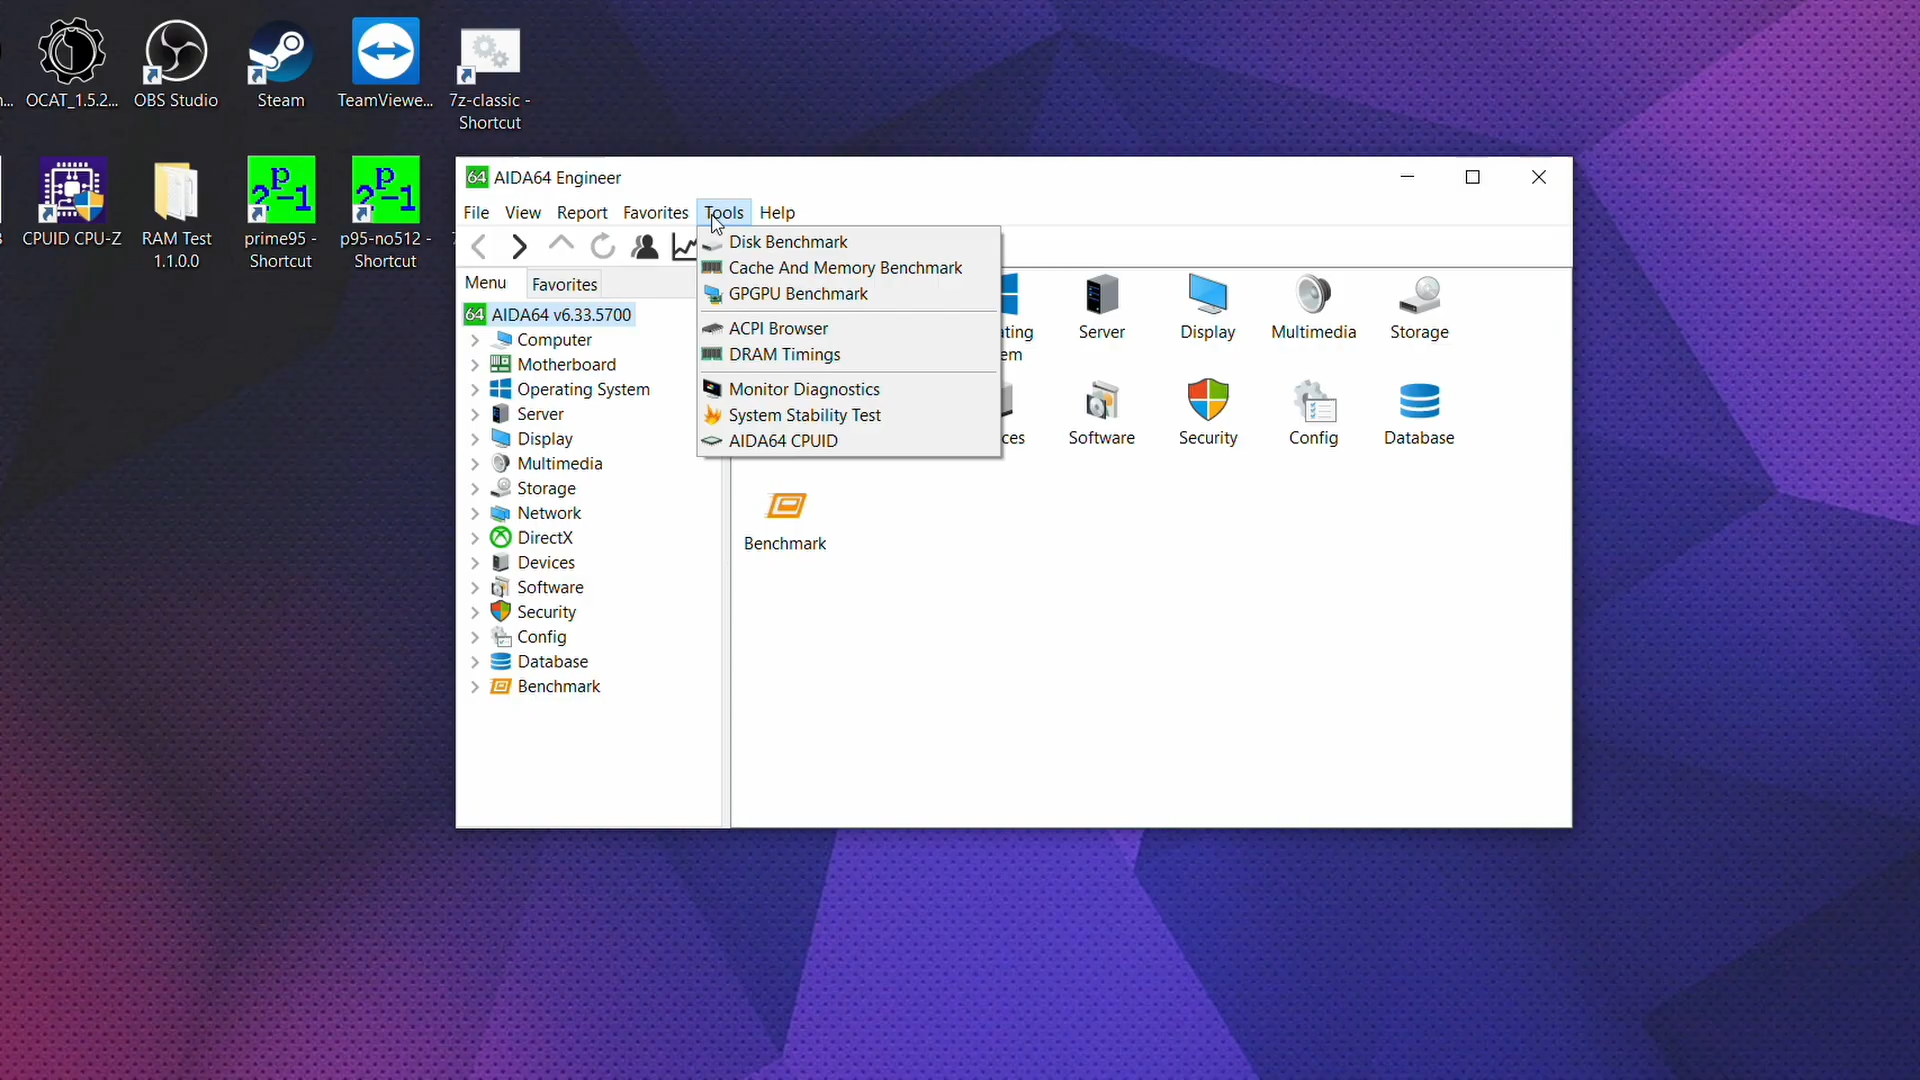 OCAT_1.5.2...
OBS Studio
Steam
TeamViewe...
7z-classic -
Shortcut
CPUID CPU-Z
RAM Test
1.1.0.0
prime95 -
Shortcut
p95-no512 -
Shortcut
64 AIDA64 Engineer
File View Report Favorites Tools Help
Disk Benchmark
Cache And Memory Benchmark
GPGPU Benchmark
ACPI Browser
DRAM Timings
Monitor Diagnostics
System Stability Test
AIDA64 CPUID
Menu Favorites
64 AIDA64 v6.33.5700
Computer
Motherboard
Operating System
Server
Display
Multimedia
Storage
Network
DirectX
Devices
Software
Security
Config
Database
Benchmark
Server
Display
Multimedia
Storage
Software
Security
Config
Database
Benchmark